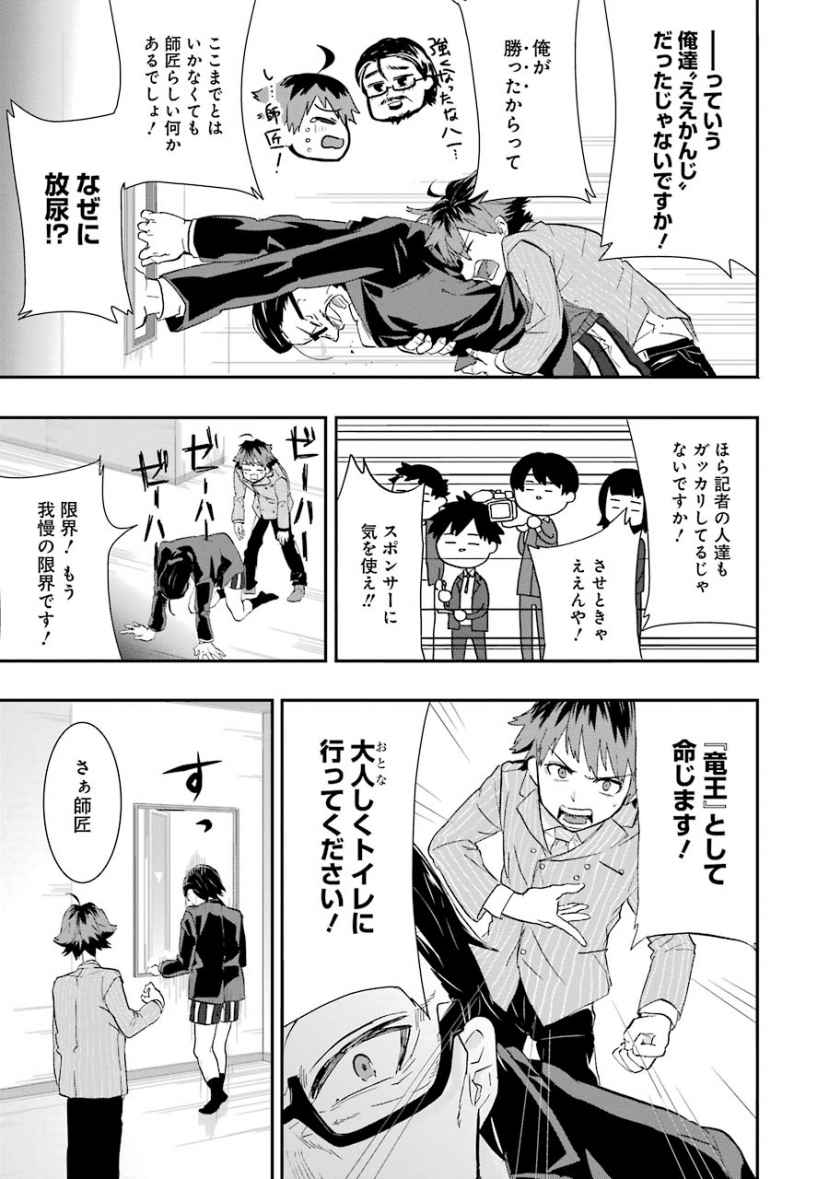 ――っていう
俺達〝ええかんじ〟
だったじゃないですか！
俺が
勝ったからって
強くなったな八一…
し…師匠！
ここまでとは
いかなくても
師匠らしい何か
あるでしょ！
なぜに
放尿!?
ほら記者の人達も
ガッカリしてるじゃ
ないですか！
させときゃ
ええんや！
スポンサーに
気を使え!!
ゼーハー
ゼーハー
限界！もう
我慢の限界です！
『竜王』として
命じます！
大人しくトイレに
おとな
行ってください！
すっ
さぁ師匠